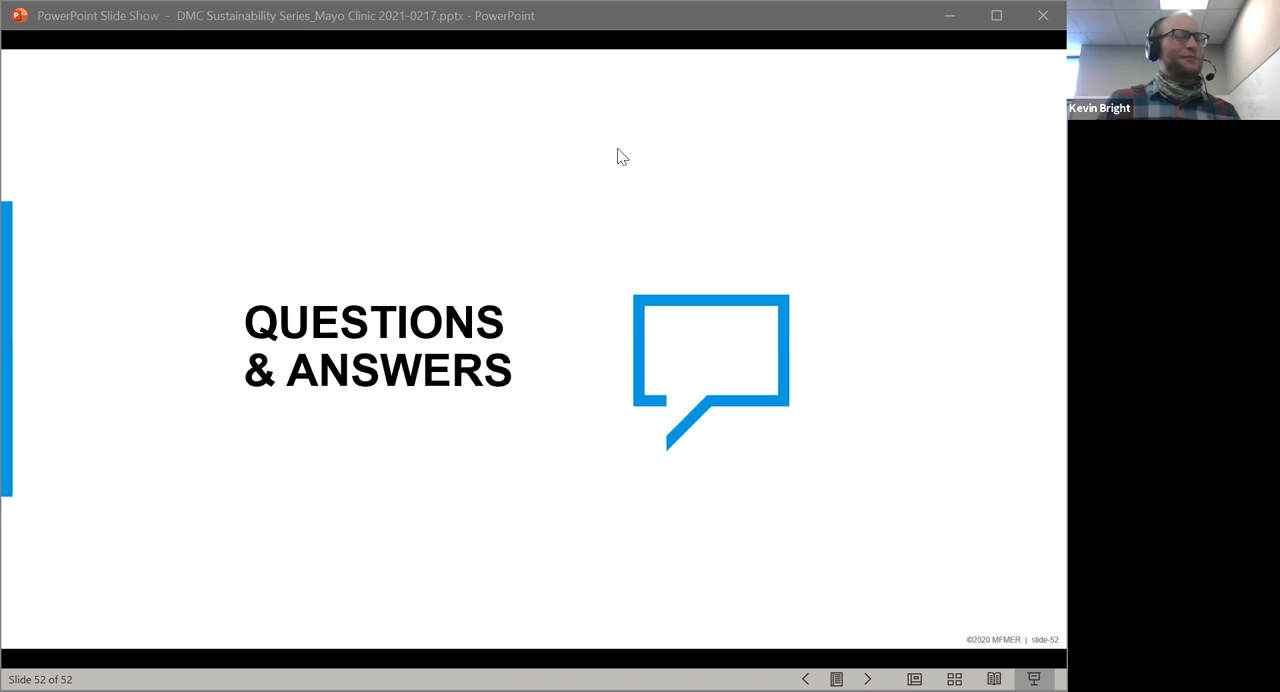 PowerPoint Slide Show - DMC Sustainability Series_Mayo Clinic 2021-0217.pptx - PowerPoint
Kevin Bright
QUESTIONS
& ANSWERS
©2020 MFMER | slide-52
Slide 52 of 52